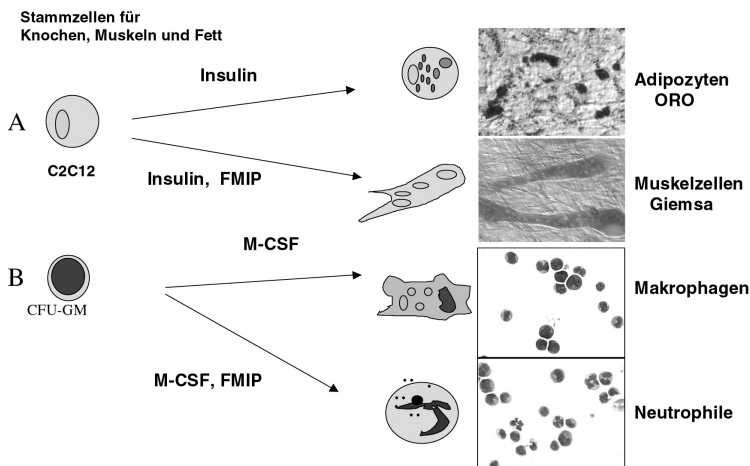 Stammzellen für
Knochen, Muskeln und Fett
Insulin
Adipozyten
ORO
A
C2C12
Insulin, FMIP
Muskelzellen
Giemsa
M-CSF
B
Makrophagen
CFU-GM
M-CSF, FMIP
Neutrophile